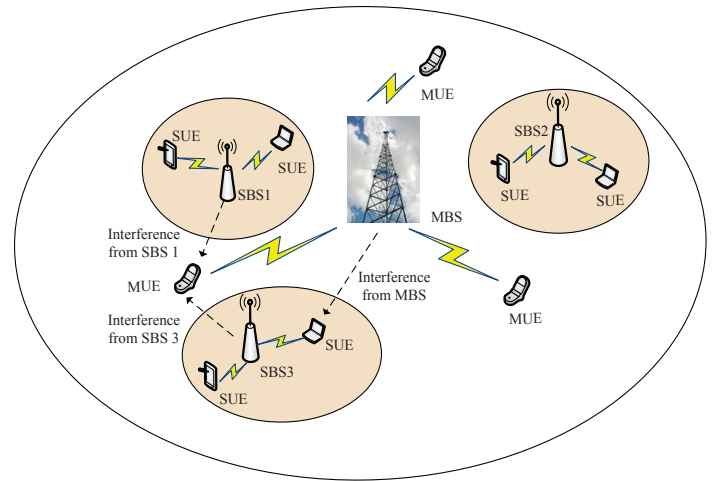 MUE
SUE
SUE
SBS1
SBS2
SUE
SUE
MBS
Interference
from SBS 1
MUE
Interference
from MBS
MUE
Interference
from SBS 3
SUE
SBS3
SUE